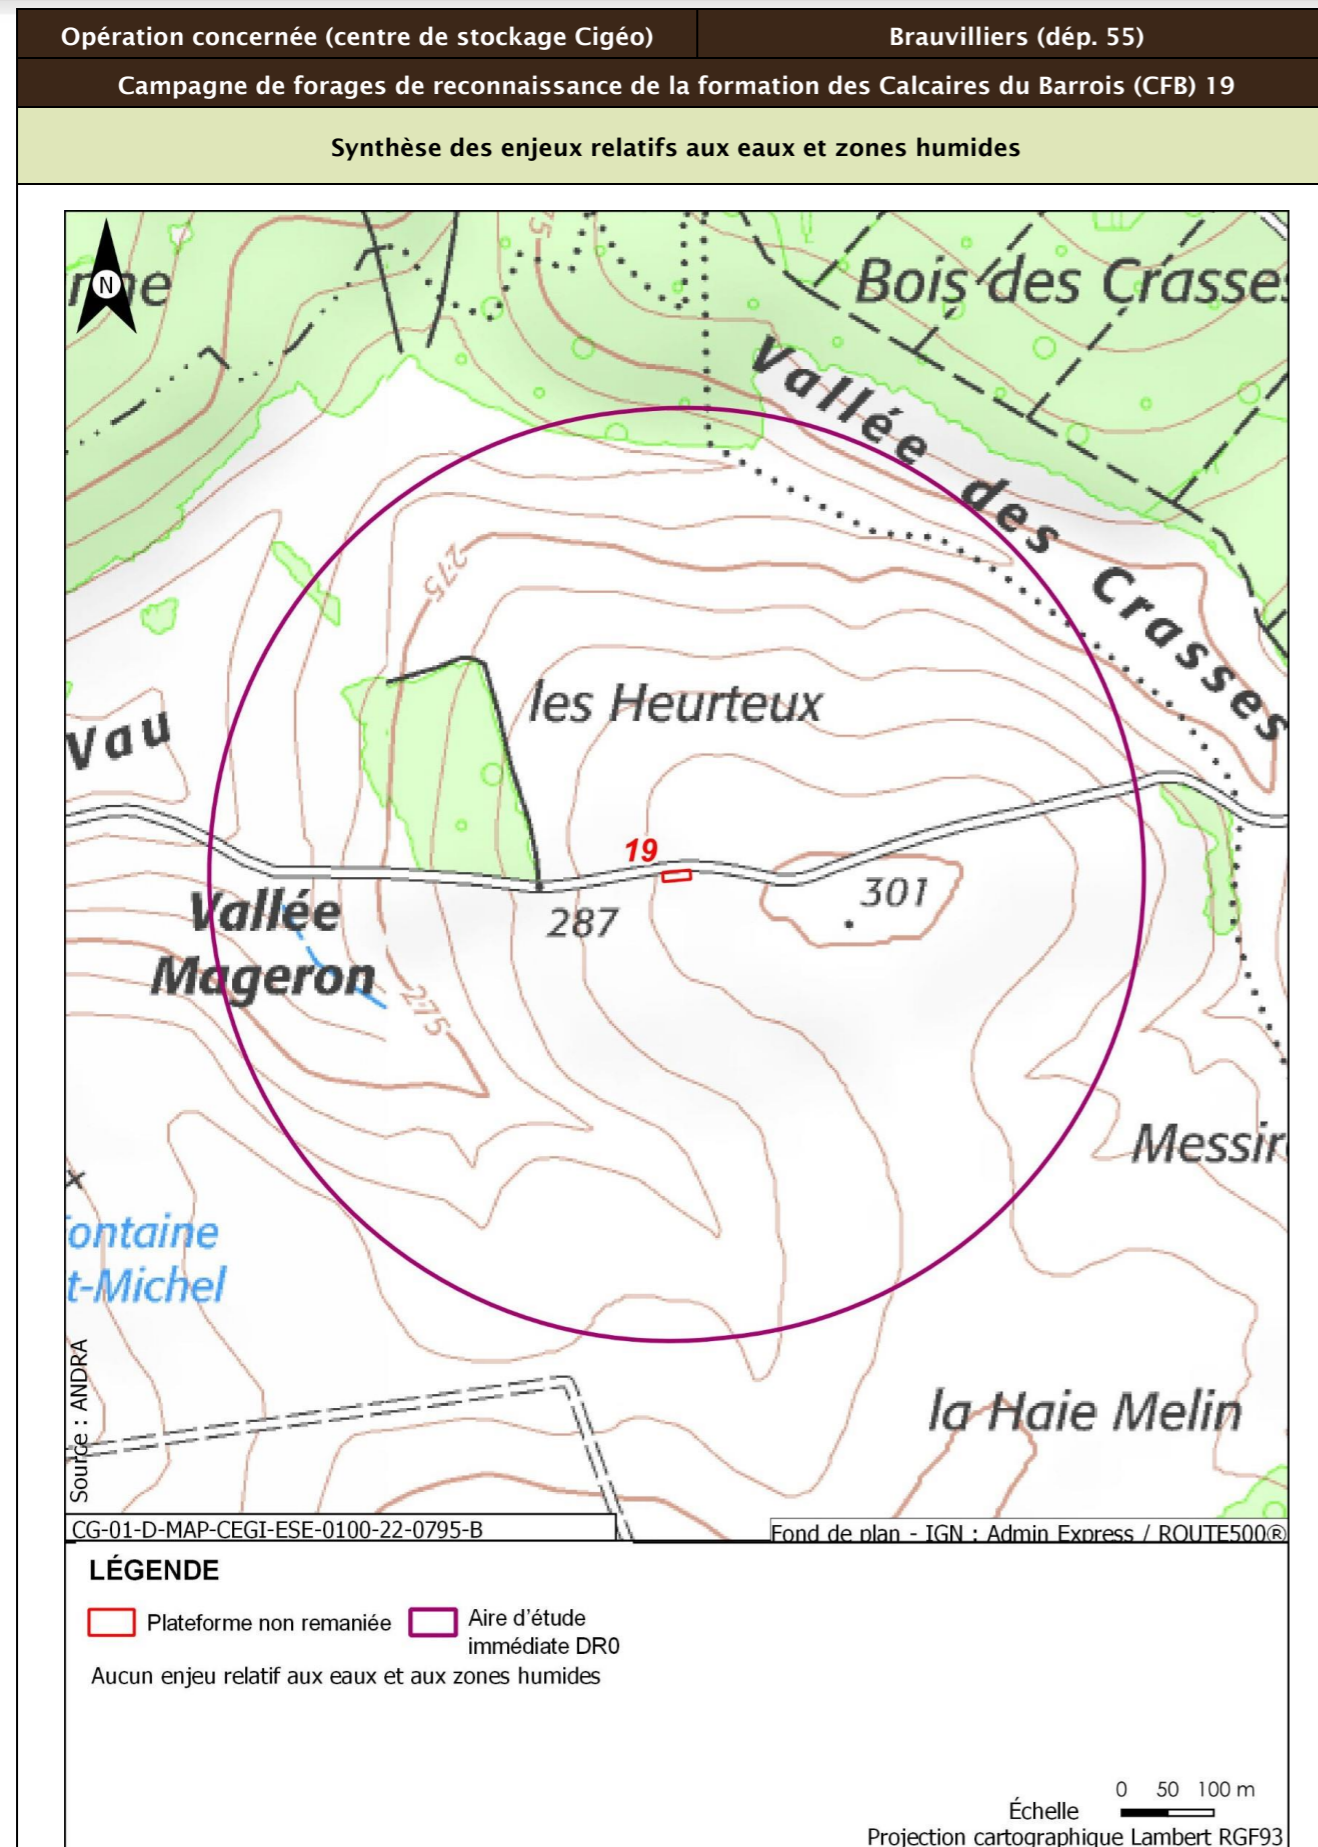 Opération concernée (centre de stockage Cigéo) Brauvilliers (dép. 55)
Campagne de forages de reconnaissance de la formation des Calcaires du Barrois (CFB) 19
Synthèse des enjeux relatifs aux eaux et zones humides
N
75
Bois des Crasses
Vallée des Crasses
275
les Heurteux
Vau
19
301
287
Vallée
Mageron
275
Messir
ontaine
t-Michel
la Haie Melin
Source : ANDRA
CG-01-D-MAP-CEGI-ESE-0100-22-0795-B
Fond de plan - IGN : Admin Express / ROUTE500®
LÉGENDE
Plateforme non remaniée
Aire d'étude
immédiate DR0
Aucun enjeu relatif aux eaux et aux zones humides
0 50 100 m
Échelle
Projection cartographique Lambert RGF93